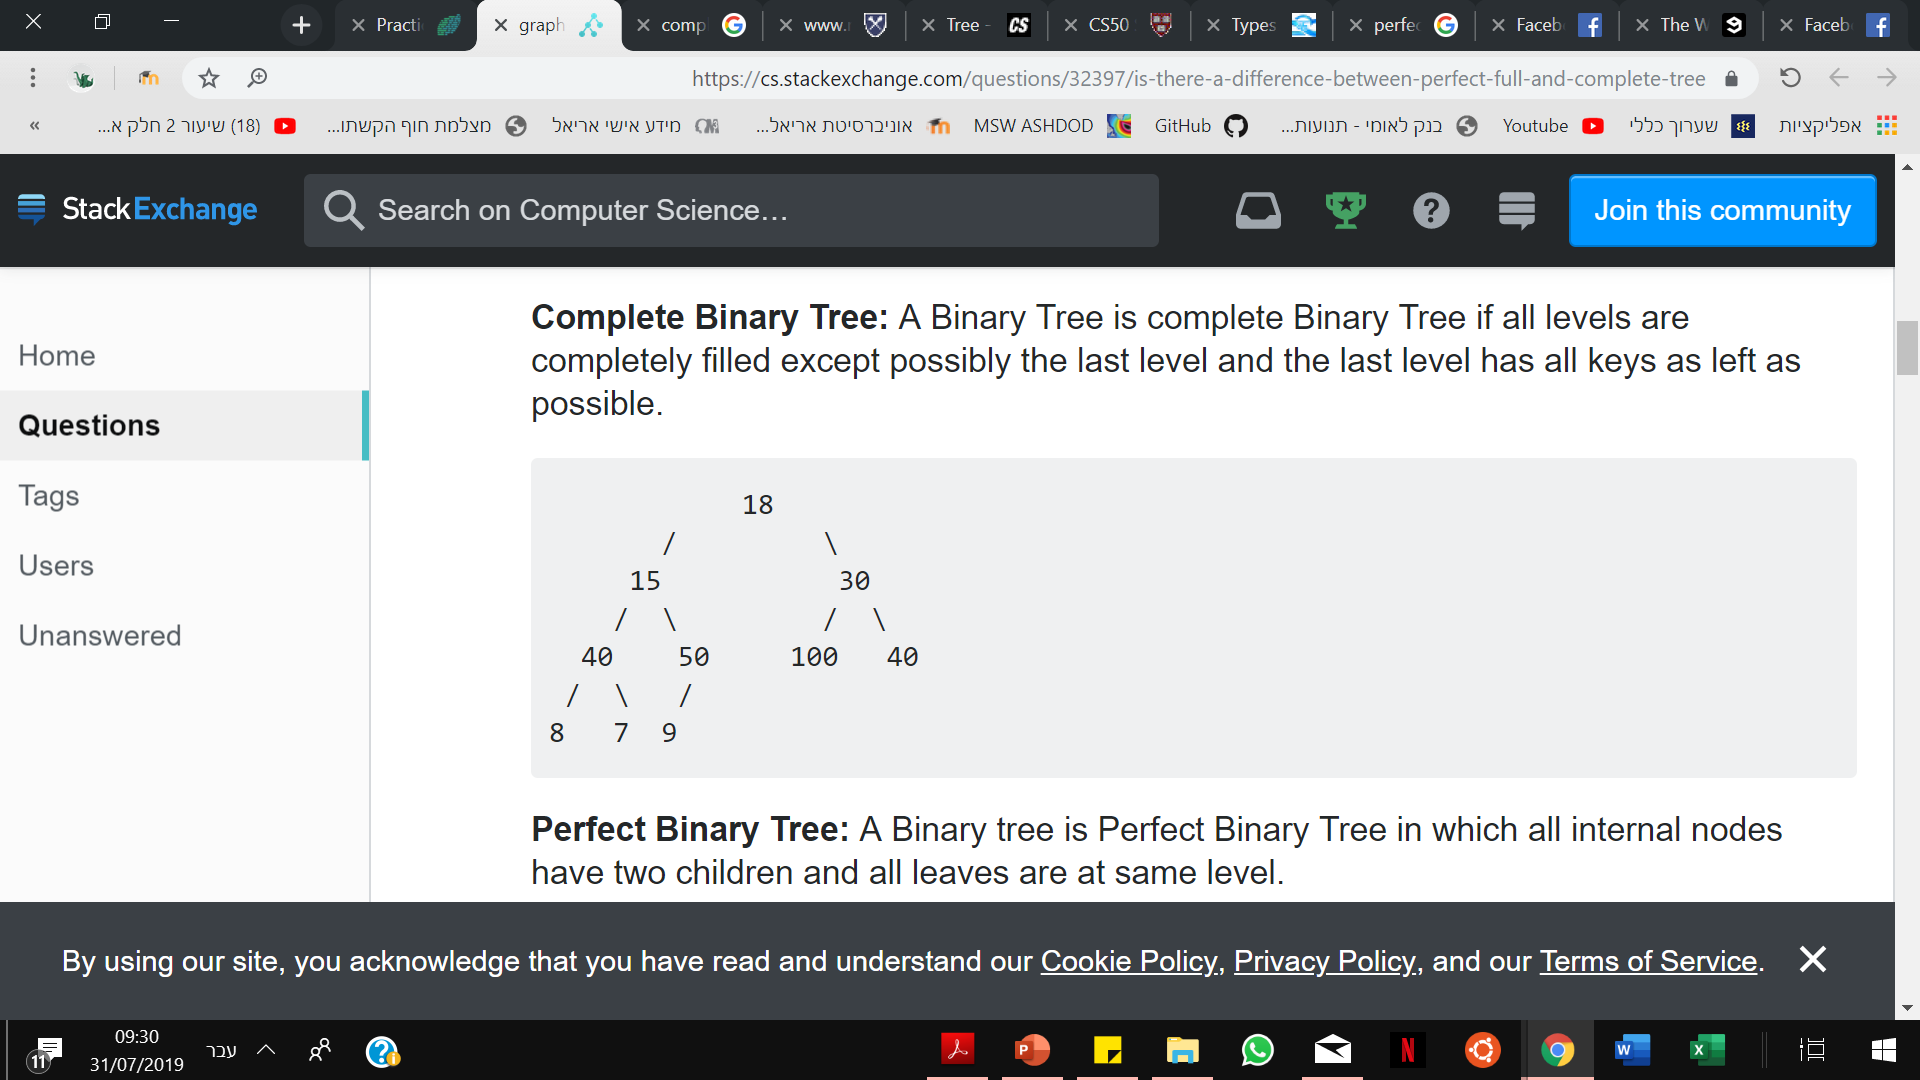 Practi
graph
comp
www.
Tree -
CS50
Types
perfec
Faceb
The W
Faceb
https://cs.stackexchange.com/questions/32397/is-there-a-difference-between-perfect-full-and-complete-tree
«
(18) שיעור 2 חלק א...
מצלמת חוף הקשתו...
מידע אישי אריאל
אוניברסיטת אריאל...
MSW ASHDOD
GitHub
בנק לאומי - תנועות...
Youtube
שערוך כללי
אפליקציות
StackExchange
Search on Computer Science...
Join this community
Home
Questions
Tags
Users
Unanswered
Complete Binary Tree: A Binary Tree is complete Binary Tree if all levels are
completely filled except possibly the last level and the last level has all keys as left as
possible.
18
/ \
15 30
/ \ / \
40 50 100 40
/ \ /
8 7 9
Perfect Binary Tree: A Binary tree is Perfect Binary Tree in which all internal nodes
have two children and all leaves are at same level.
By using our site, you acknowledge that you have read and understand our Cookie Policy, Privacy Policy, and our Terms of Service.
11
09:30
31/07/2019
עבר